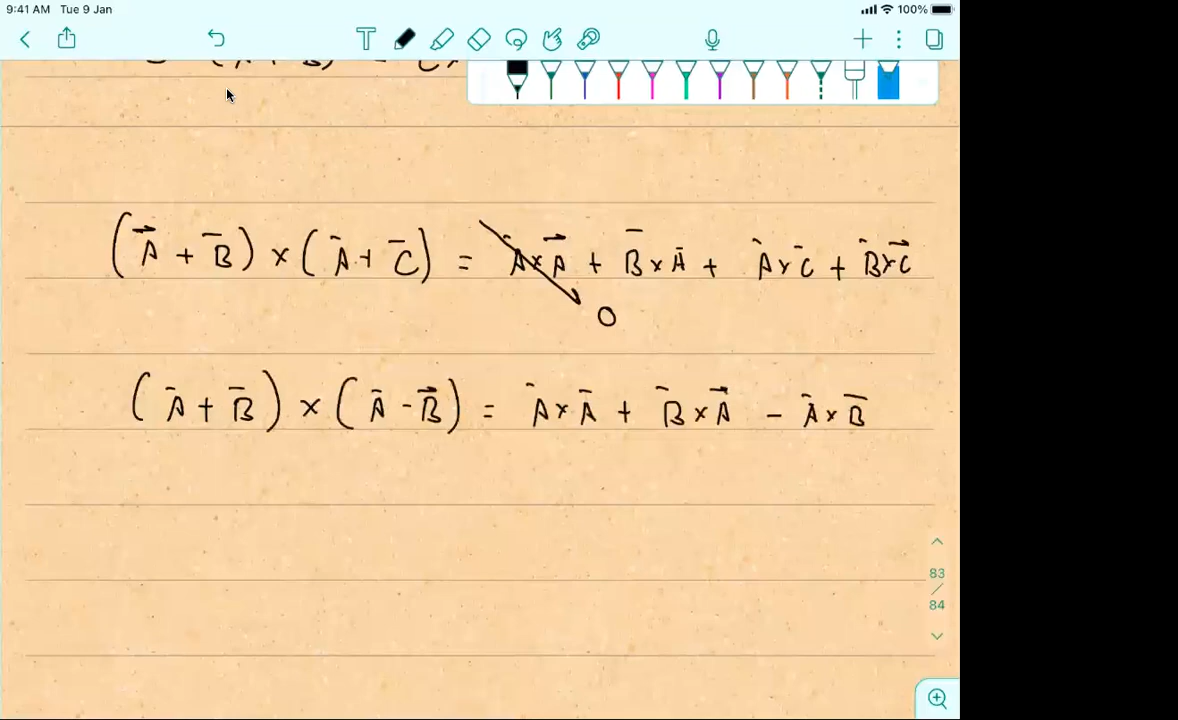 9:41 AM Tue 9 Jan 100%
(A⃗ + B̄) × (Ā + C̄) = Ā × A⃗ + B̄ × Ā + Ā × C̄ + B̄ × C⃗
0
(Ā + B̄) × (Ā - B⃗) = Ā × Ā + B̄ × A⃗ - Ā × B̄
83
/
84